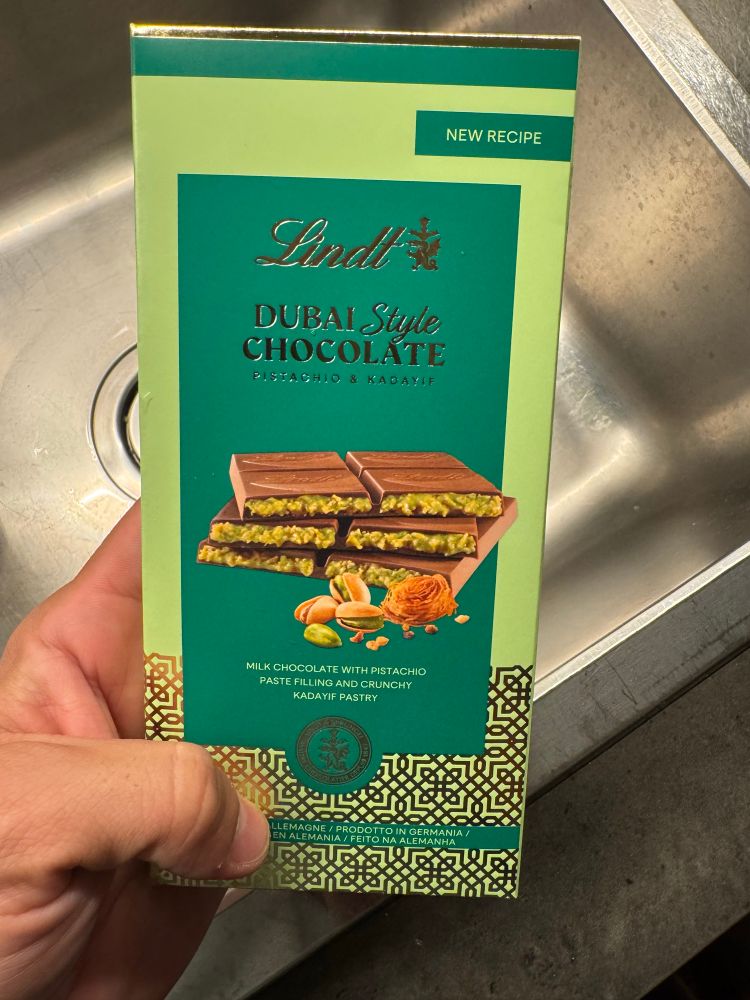 NEW RECIPE
Lindt
DUBAI Style
CHOCOLATE
PISTACHIO & KADAYIF
MILK CHOCOLATE WITH PISTACHIO
PASTE FILLING AND CRUNCHY
KADAYIF PASTRY
ALLEMAGNE / PRODOTTO IN GERMANIA /
EN ALEMANIA / FEITO NA ALEMANHA